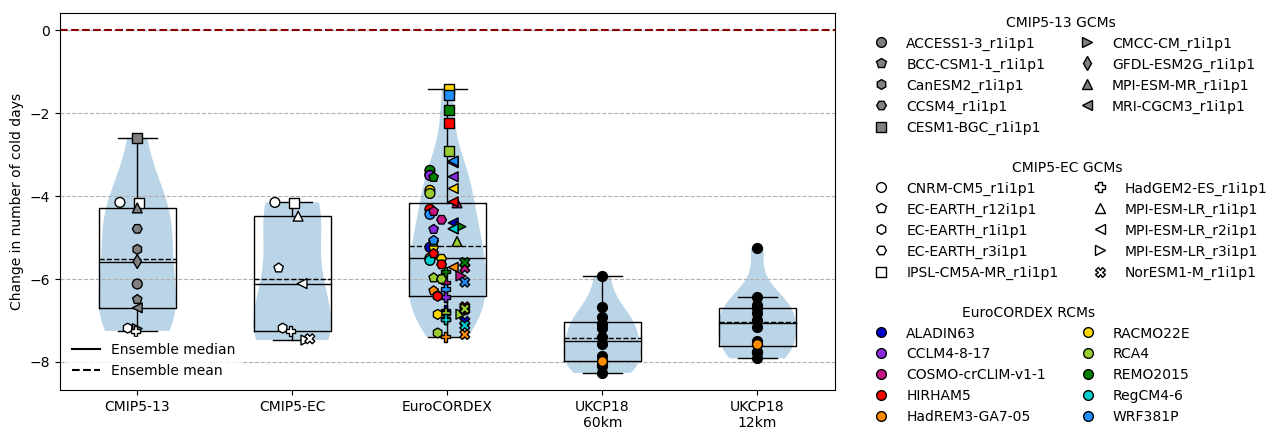 Change in number of cold days
0
−2
−4
−6
−8
Ensemble median
Ensemble mean
CMIP5-13
CMIP5-EC
EuroCORDEX
UKCP18
60km
UKCP18
12km
CMIP5-13 GCMs
ACCESS1-3_r1i1p1
BCC-CSM1-1_r1i1p1
CanESM2_r1i1p1
CCSM4_r1i1p1
CESM1-BGC_r1i1p1
CMCC-CM_r1i1p1
GFDL-ESM2G_r1i1p1
MPI-ESM-MR_r1i1p1
MRI-CGCM3_r1i1p1
CMIP5-EC GCMs
CNRM-CM5_r1i1p1
EC-EARTH_r12i1p1
EC-EARTH_r1i1p1
EC-EARTH_r3i1p1
IPSL-CM5A-MR_r1i1p1
HadGEM2-ES_r1i1p1
MPI-ESM-LR_r1i1p1
MPI-ESM-LR_r2i1p1
MPI-ESM-LR_r3i1p1
NorESM1-M_r1i1p1
EuroCORDEX RCMs
ALADIN63
CCLM4-8-17
COSMO-crCLIM-v1-1
HIRHAM5
HadREM3-GA7-05
RACMO22E
RCA4
REMO2015
RegCM4-6
WRF381P